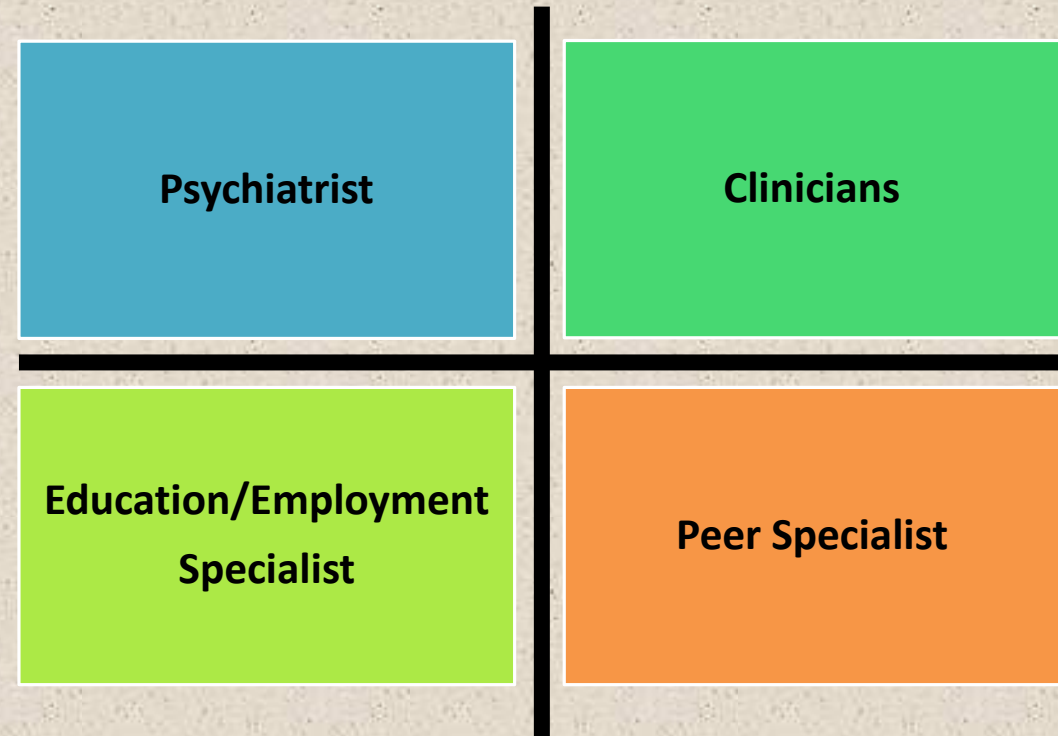 Psychiatrist
Clinicians
Education/Employment
Specialist
Peer Specialist